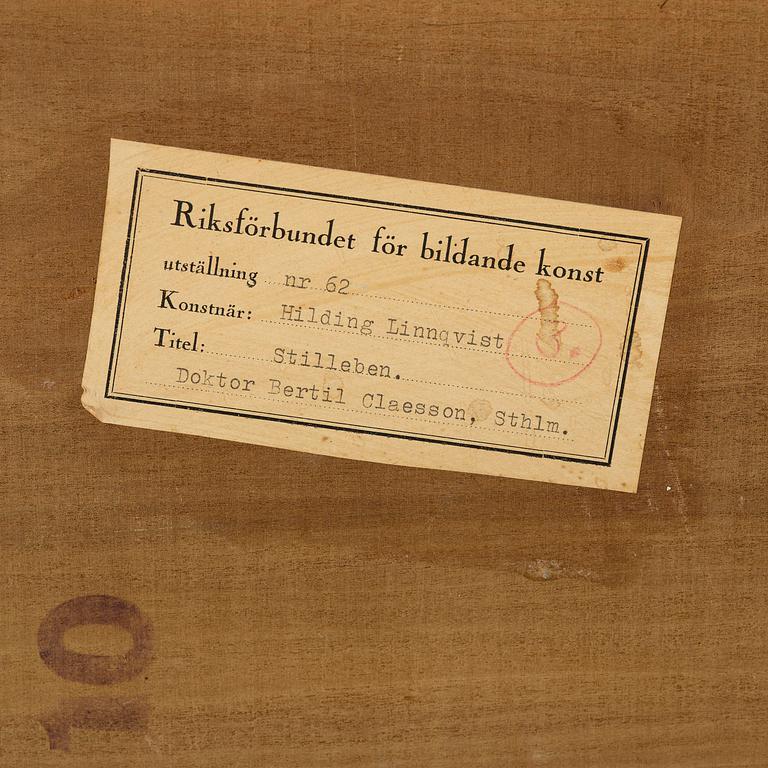 Riksförbundet för bildande konst
utställning nr 62
Konstnär: Hilding Linnqvist
Titel: Stilleben.
Doktor Bertil Claesson, Sthlm.
10